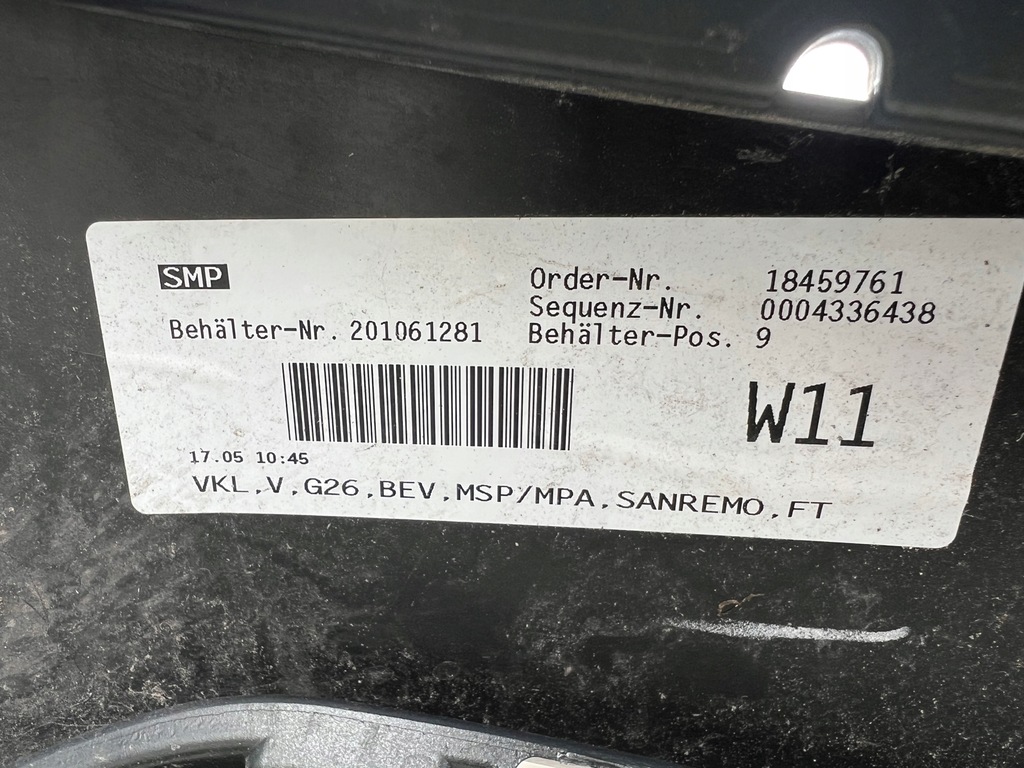 SMP
Order-Nr. 18459761
Sequenz-Nr. 0004336438
Behälter-Nr. 201061281 Behälter-Pos. 9
W11
17.05 10:45
VKL,V,G26,BEV,MSP/MPA,SANREMO,FT